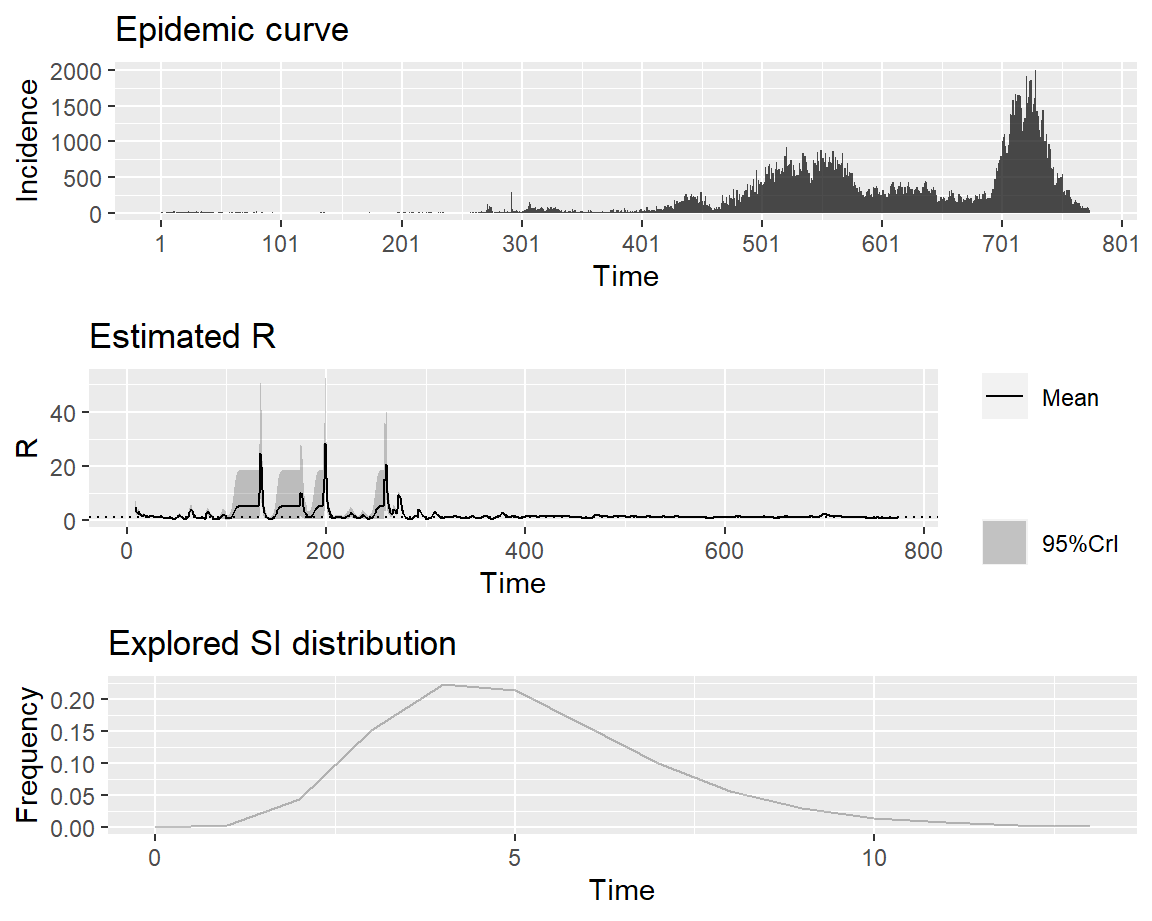 Epidemic curve
2000
1500
1000
500
0
Incidence
1 101 201 301 401 501 601 701 801
Time
Estimated R
40
20
0
R
0 200 400 600 800
Time
Mean
95%CrI
Explored SI distribution
0.20
0.15
0.10
0.05
0.00
Frequency
0 5 10
Time